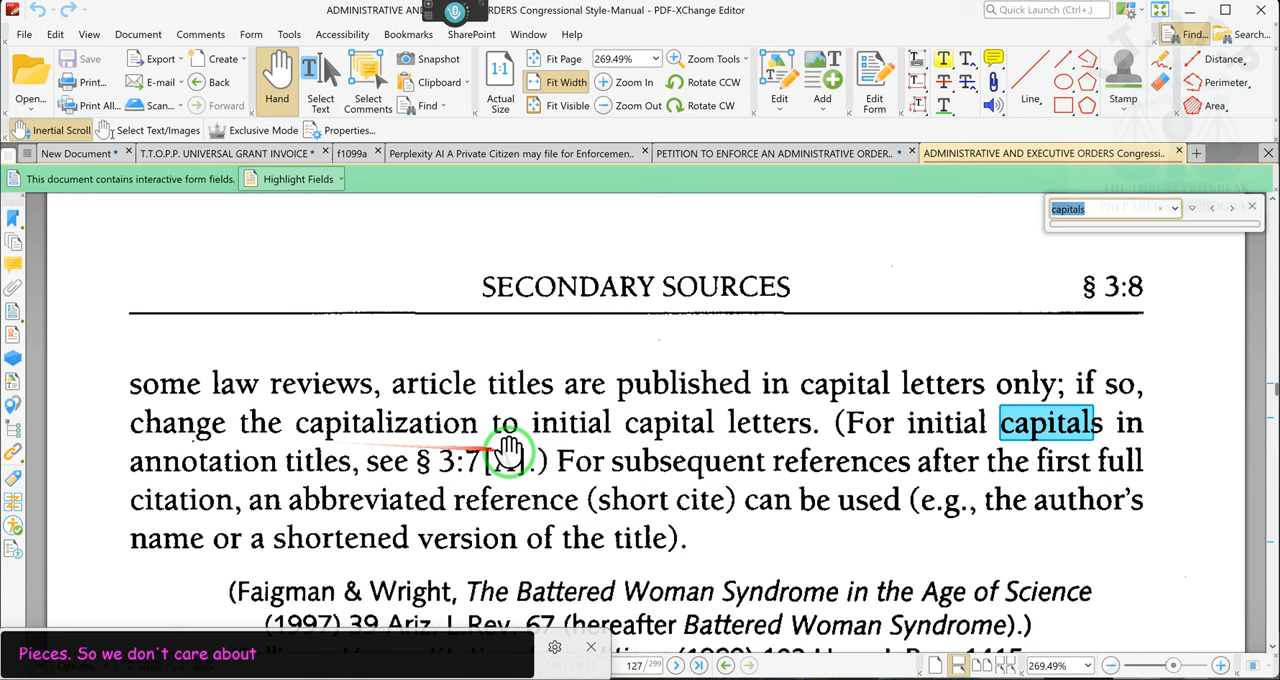 ADMINISTRATIVE AN ORDERS Congressional Style-Manual - PDF-XChange Editor
Quick Launch (Ctrl+.)
File Edit View Document Comments Form Tools Accessibility Bookmarks SharePoint Window Help
Find... Search...
Open... Save Export Create
Print... E- Back
Print All... Scan... Forward
Hand
Select Text
Select Comments
Snapshot
Clipboard
Find
1:1 Actual Size
Fit Page 269.49% Zoom Tools
Fit Width Zoom In Rotate CCW
Fit Visible Zoom Out Rotate CW
Edit Add Edit Form
Line Stamp
Distance,
Perimeter,
Area,
Inertial Scroll Select Text/Images Exclusive Mode Properties...
New Document * T.T.O.P.P. UNIVERSAL GRANT INVOICE * f1099a Perplexity AI A Private Citizen may file for Enforcemen.. PETITION TO ENFORCE AN ADMINISTRATIVE ORDER.. * ADMINISTRATIVE AND EXECUTIVE ORDERS Congressi..
This document contains interactive form fields. Highlight Fields
capitals
SECONDARY SOURCES § 3:8
some law reviews, article titles are published in capital letters only; if so,
change the capitalization to initial capital letters. (For initial capitals in
annotation titles, see § 3:7[ ].) For subsequent references after the first full
citation, an abbreviated reference (short cite) can be used (e.g., the author's
name or a shortened version of the title).
(Faigman & Wright, The Battered Woman Syndrome in the Age of Science
(1997) 39 Ariz. L.Rev. 67 (hereafter Battered Woman Syndrome).)
Pieces. So we don't care about
127 /299
269.49%